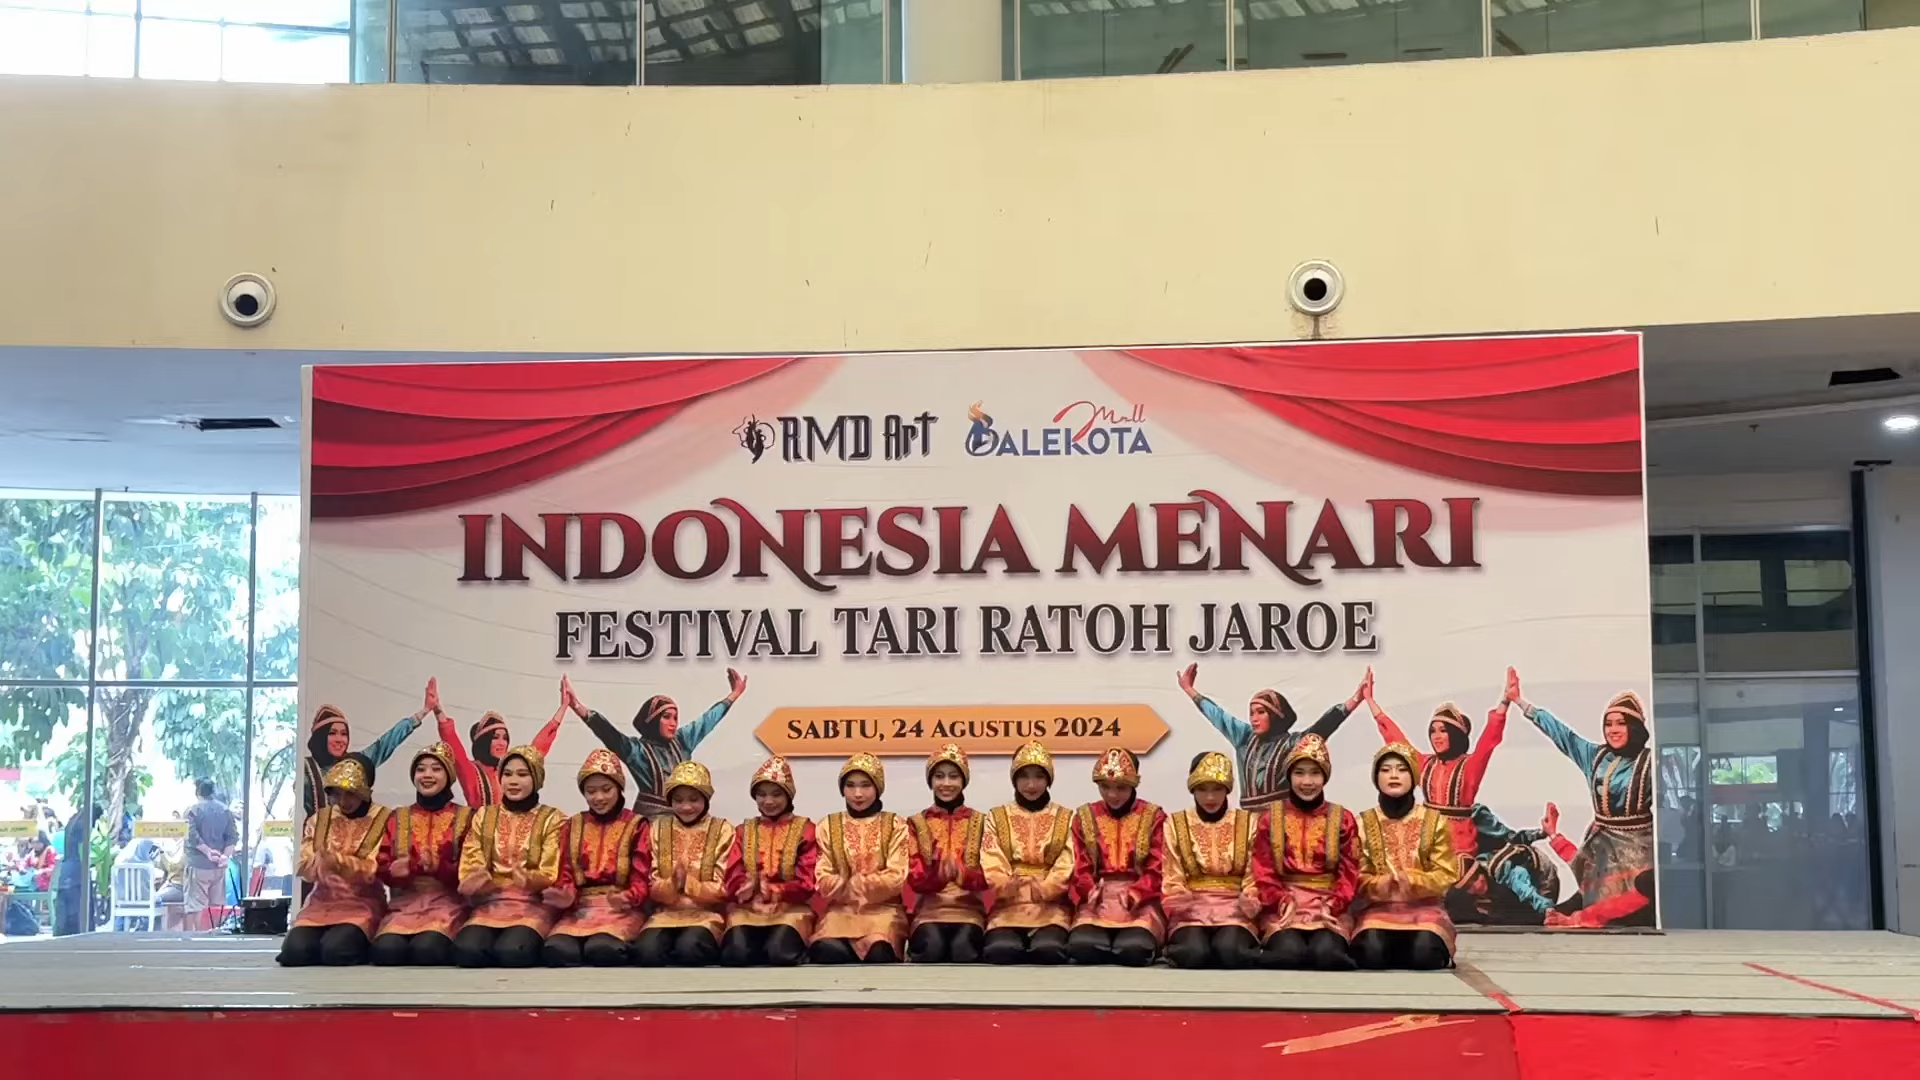 RMD ART
Mall
BALEKOTA
INDONESIA MENARI
FESTIVAL TARI RATOH JAROE
SABTU, 24 AGUSTUS 2024